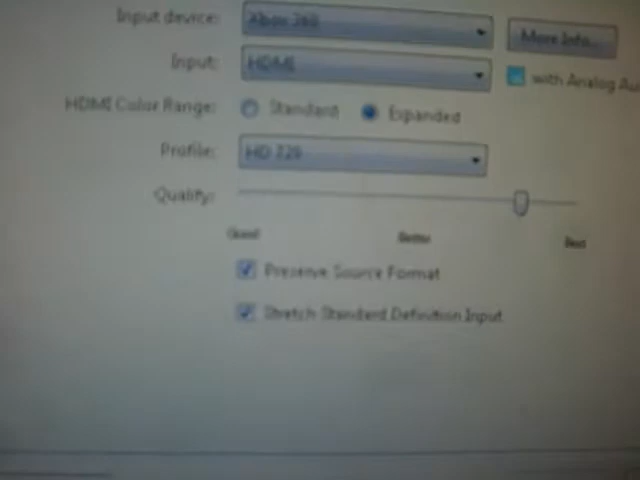 Input device: Xbox 360 More Info...
Input: HDMI with Analog
HDMI Color Range: Standard Expanded
Profile: HD 720
Quality:
Good Better Best
Preserve Source Format
Stretch Standard Definition Input